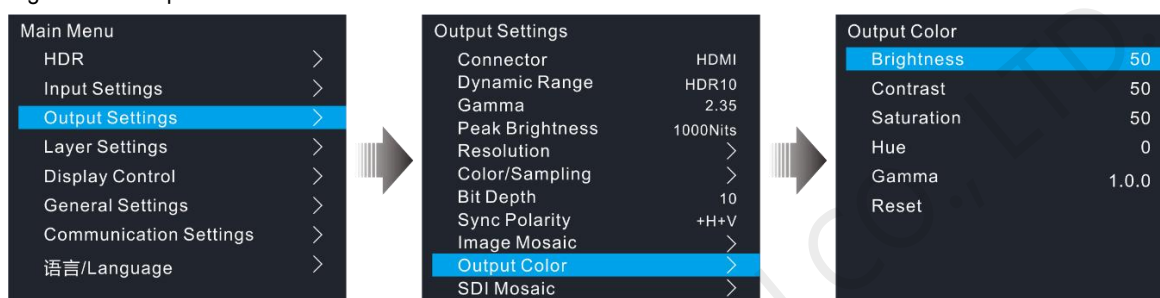 Main Menu
HDR >
Input Settings >
Output Settings >
Layer Settings >
Display Control >
General Settings >
Communication Settings >
语言/Language >
Output Settings
Connector HDMI
Dynamic Range HDR10
Gamma 2.35
Peak Brightness 1000Nits
Resolution >
Color/Sampling >
Bit Depth 10
Sync Polarity +H+V
Image Mosaic >
Output Color >
SDI Mosaic >
Output Color
Brightness 50
Contrast 50
Saturation 50
Hue 0
Gamma 1.0.0
Reset
CO., LTD.